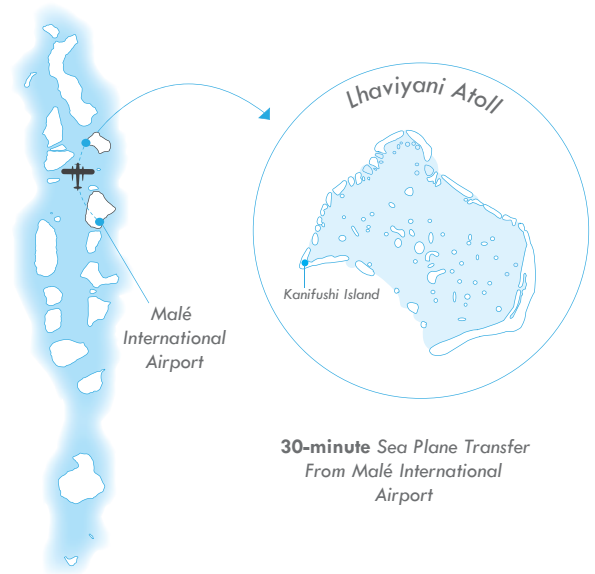 Lhaviyani Atoll
Kanifushi Island
Malé
International
Airport
30-minute Sea Plane Transfer
From Malé International
Airport